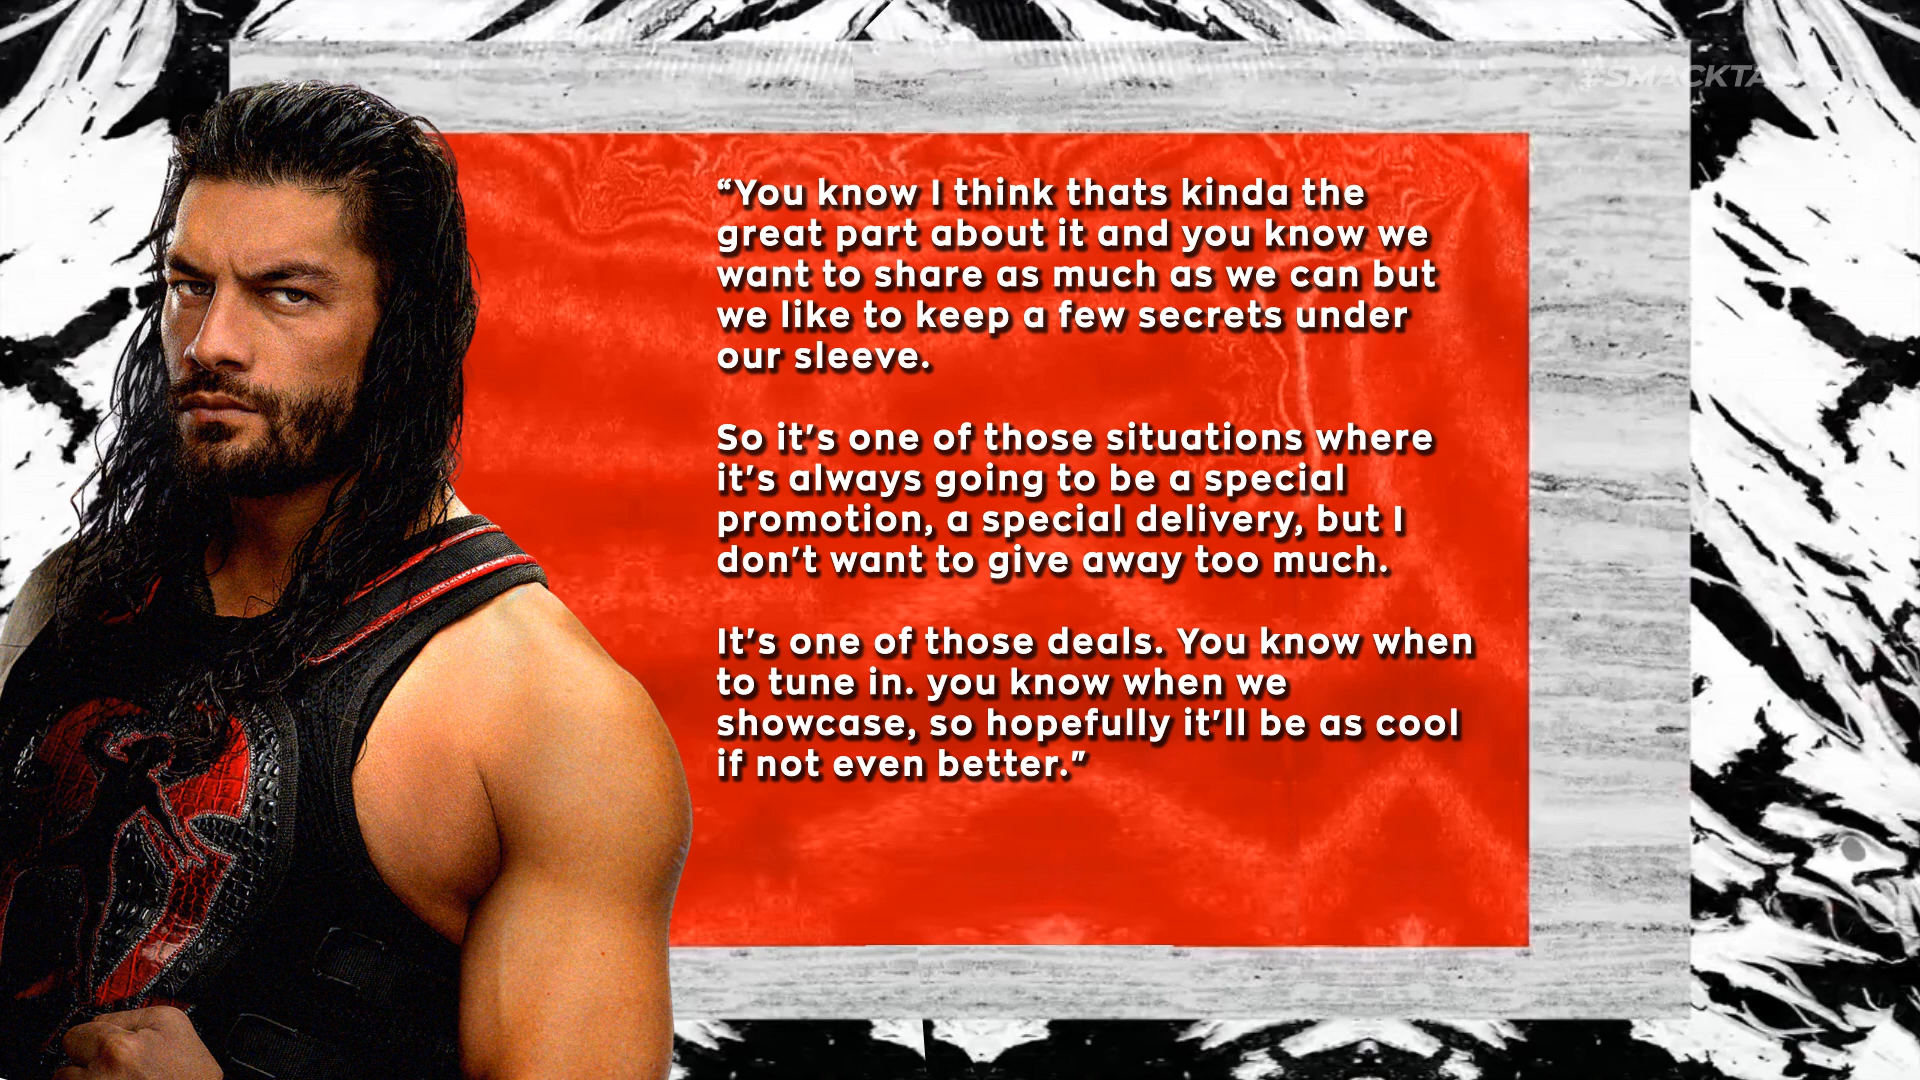 #SMACKTA
“You know I think thats kinda the
great part about it and you know we
want to share as much as we can but
we like to keep a few secrets under
our sleeve.
So it's one of those situations where
it's always going to be a special
promotion, a special delivery, but I
don't want to give away too much.
It's one of those deals. You know when
to tune in. you know when we
showcase, so hopefully it'll be as cool
if not even better.”